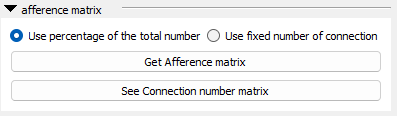 afference matrix
Use percentage of the total number Use fixed number of connection
Get Afference matrix
See Connection number matrix